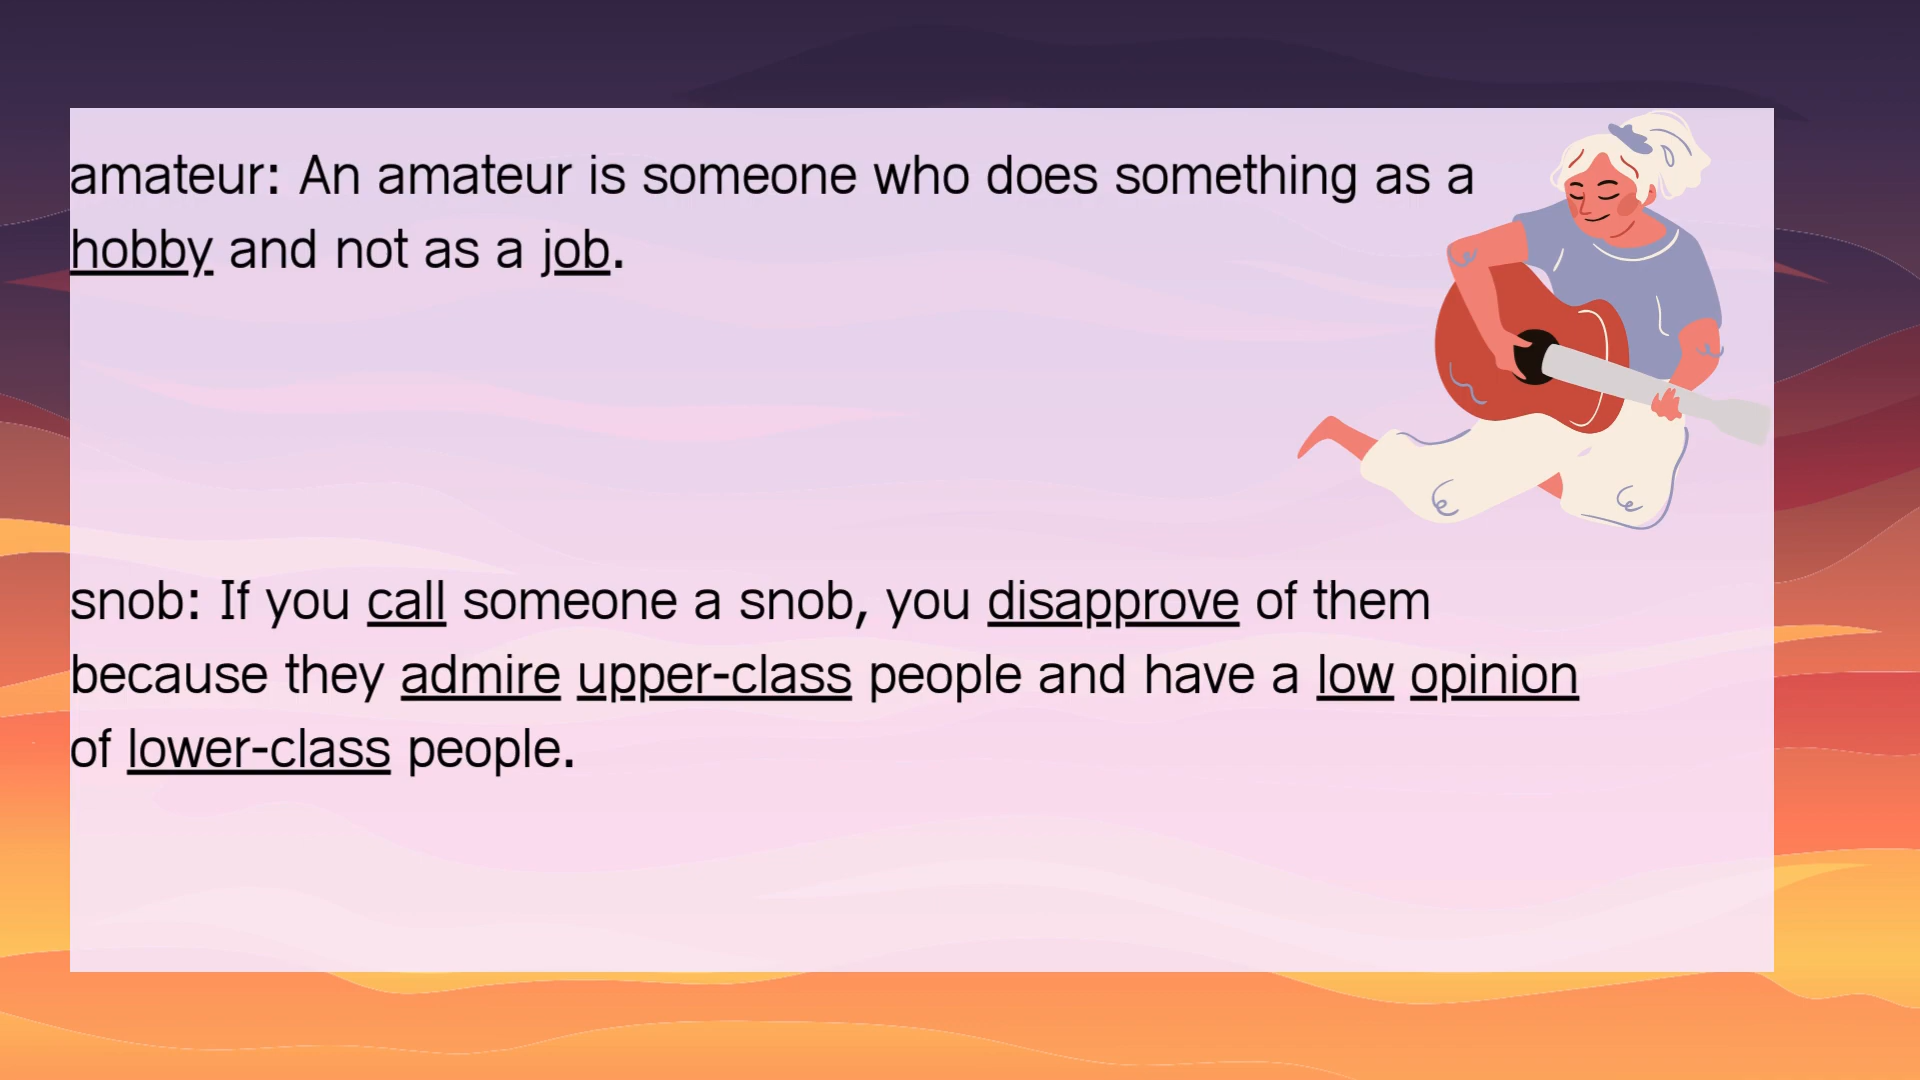 amateur: An amateur is someone who does something as a
hobby and not as a job.
snob: If you call someone a snob, you disapprove of them
because they admire upper-class people and have a low opinion
of lower-class people.